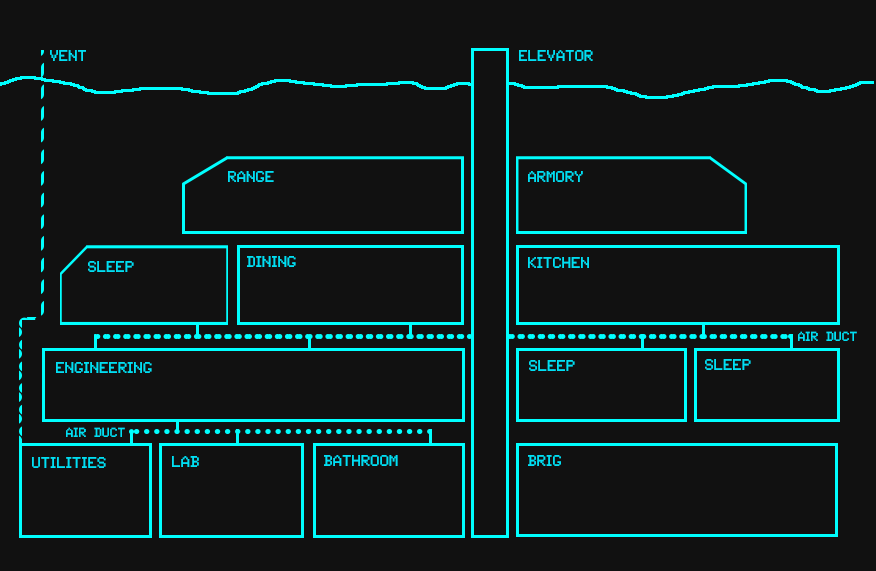 VENT
ELEVATOR
RANGE
ARMORY
SLEEP
DINING
KITCHEN
AIR DUCT
ENGINEERING
SLEEP
SLEEP
AIR DUCT
UTILITIES
LAB
BATHROOM
BRIG